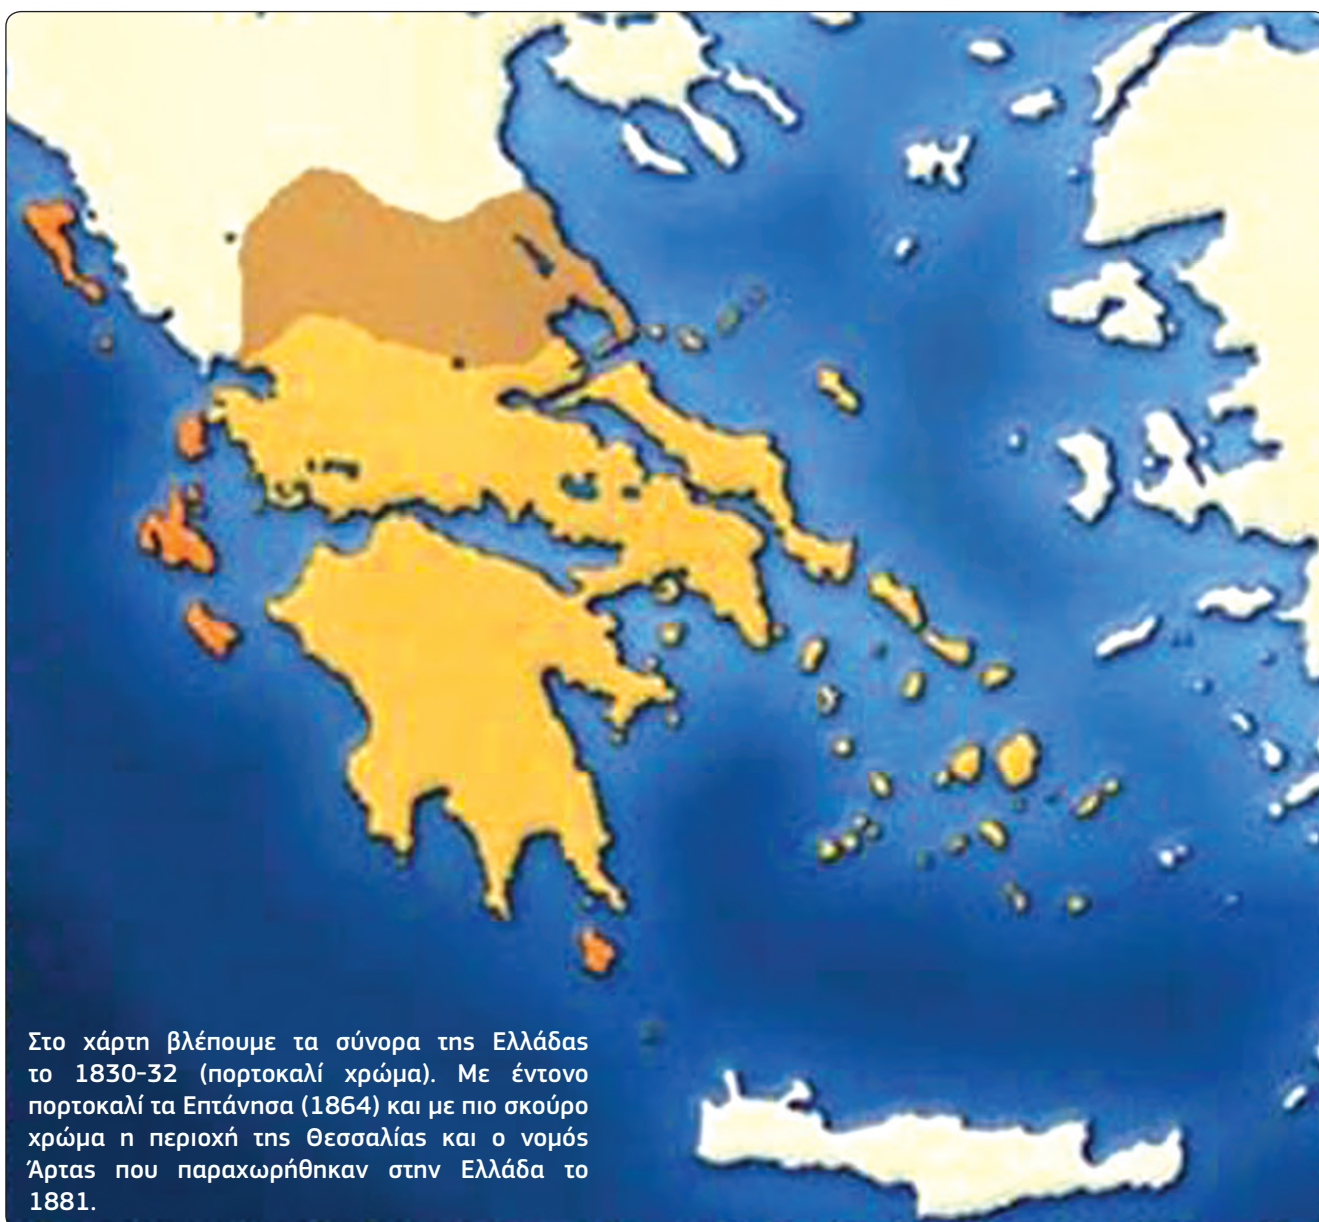 Στο χάρτη βλέπουμε τα σύνορα της Ελλάδας
το 1830-32 (πορτοκαλί χρώμα). Με έντονο
πορτοκαλί τα Επτάνησα (1864) και με πιο σκούρο
χρώμα η περιοχή της Θεσσαλίας και ο νομός
Άρτας που παραχωρήθηκαν στην Ελλάδα το
1881.